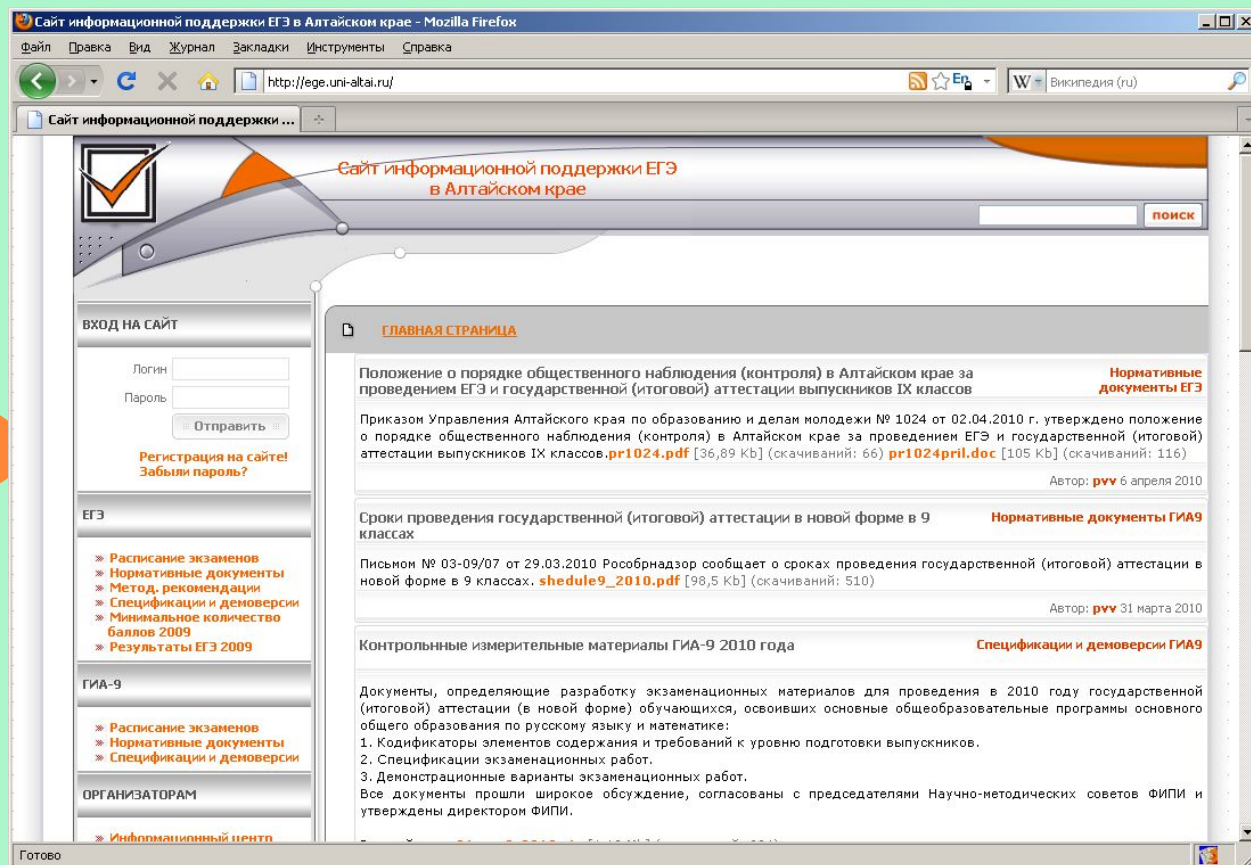 Сайт информационной поддержки ЕГЭ в Алтайском крае - Mozilla Firefox
Файл Правка Вид Журнал Закладки Инструменты Справка
http://ege.uni-altai.ru/
En
W Википедия (ru)
Сайт информационной поддержки ...
Сайт информационной поддержки ЕГЭ
в Алтайском крае
поиск
ВХОД НА САЙТ
Логин
Пароль
Отправить
Регистрация на сайте!
Забыли пароль?
ЕГЭ
» Расписание экзаменов
» Нормативные документы
» Метод. рекомендации
» Спецификации и демоверсии
» Минимальное количество
баллов 2009
» Результаты ЕГЭ 2009
ГИА-9
» Расписание экзаменов
» Нормативные документы
» Спецификации и демоверсии
ОРГАНИЗАТОРАМ
» Информационный центр
ГЛАВНАЯ СТРАНИЦА
Положение о порядке общественного наблюдения (контроля) в Алтайском крае за
проведением ЕГЭ и государственной (итоговой) аттестации выпускников IX классов
Нормативные
документы ЕГЭ
Приказом Управления Алтайского края по образованию и делам молодежи № 1024 от 02.04.2010 г. утверждено положение
о порядке общественного наблюдения (контроля) в Алтайском крае за проведением ЕГЭ и государственной (итоговой)
аттестации выпускников IX классов.pr1024.pdf [36,89 Kb] (cкачиваний: 66) pr1024pril.doc [105 Kb] (cкачиваний: 116)
Автор: pvv 6 апреля 2010
Сроки проведения государственной (итоговой) аттестации в новой форме в 9
классах
Нормативные документы ГИА9
Письмом № 03-09/07 от 29.03.2010 Рособрнадзор сообщает о сроках проведения государственной (итоговой) аттестации в
новой форме в 9 классах. shedule9_2010.pdf [98,5 Kb] (cкачиваний: 510)
Автор: pvv 31 марта 2010
Контрольнные измерительные материалы ГИА-9 2010 года
Спецификации и демоверсии ГИА9
Документы, определяющие разработку экзаменационных материалов для проведения в 2010 году государственной
(итоговой) аттестации (в новой форме) обучающихся, освоивших основные общеобразовательные программы основного
общего образования по русскому языку и математике:
1. Кодификаторы элементов содержания и требований к уровню подготовки выпускников.
2. Спецификации экзаменационных работ.
3. Демонстрационные варианты экзаменационных работ.
Все документы прошли широкое обсуждение, согласованы с председателями Научно-методических советов ФИПИ и
утверждены директором ФИПИ.
Готово